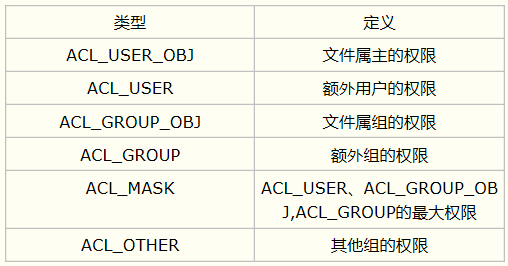 类型 定义
ACL_USER_OBJ 文件属主的权限
ACL_USER 额外用户的权限
ACL_GROUP_OBJ 文件属组的权限
ACL_GROUP 额外组的权限
ACL_MASK ACL_USER、ACL_GROUP_OB
J,ACL_GROUP的最大权限
ACL_OTHER 其他组的权限